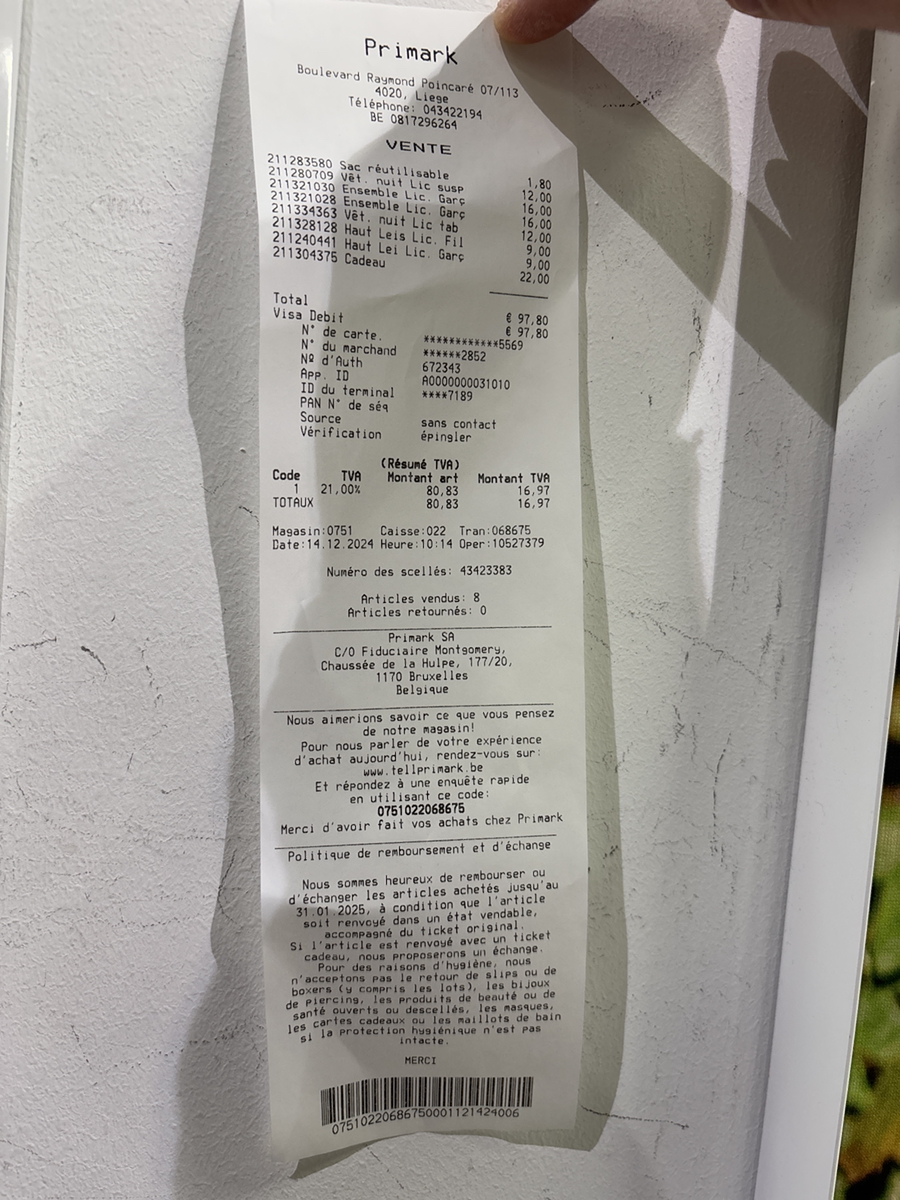 Primark
Boulevard Raymond Poincaré 07/113
4020, Liege
Téléphone: 043422194
BE 0817296264
VENTE
211283580 Sac réutilisable 1,80
211280709 Vêt. nuit Lic susp 12,00
211321030 Ensemble Lic. Garç 16,00
211321028 Ensemble Lic. Garç 16,00
211334363 Vêt. nuit Lic tab 12,00
211328128 Haut Leis Lic. Fil 9,00
211240441 Haut Lei Lic. Garç 9,00
211304375 Cadeau 22,00
Total € 97,80
Visa Debit € 97,80
N° de carte. ************5569
N° du marchand ******2852
Nº d'Auth 672343
App. ID A0000000031010
ID du terminal ****7189
PAN N° de séq
Source sans contact
Vérification épingler
(Résumé TVA)
Code TVA Montant art Montant TVA
1 21,00% 80,83 16,97
TOTAUX 80,83 16,97
Magasin:0751 Caisse:022 Tran:068675
Date:14.12.2024 Heure:10:14 Oper:10527379
Numéro des scellés: 43423383
Articles vendus: 8
Articles retournés: 0
Primark SA
C/O Fiduciaire Montgomery,
Chaussée de la Hulpe, 177/20,
1170 Bruxelles
Belgique
Nous aimerions savoir ce que vous pensez
de notre magasin!
Pour nous parler de votre expérience
d'achat aujourd'hui, rendez-vous sur:
www.tellprimark.be
Et répondez à une enquête rapide
en utilisant ce code:
0751022068675
Merci d'avoir fait vos achats chez Primark
Politique de remboursement et d'échange
Nous sommes heureux de rembourser ou
d'échanger les articles achetés jusqu'au
31.01.2025, à condition que l'article
soit renvoyé dans un état vendable,
accompagné du ticket original.
Si l'article est renvoyé avec un ticket
cadeau, nous proposerons un échange.
Pour des raisons d'hygiène, nous
n'acceptons pas le retour de slips ou de
boxers (y compris les lots), les bijoux
de piercing, les produits de beauté ou de
santé ouverts ou descellés, les masques,
les cartes cadeaux ou les maillots de bain
si la protection hygiénique n'est pas
intacte.
MERCI
07510220686750001121424006